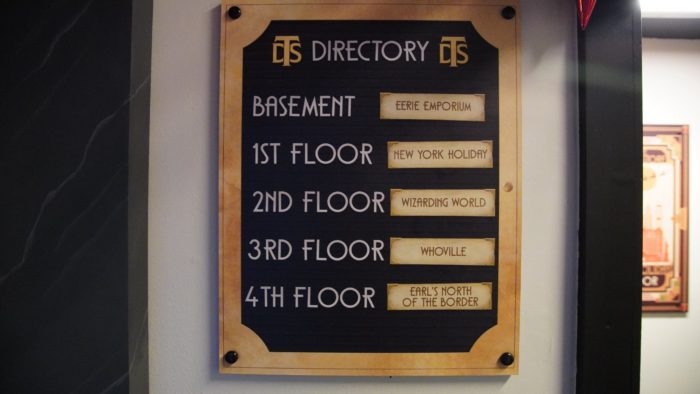 DTS DIRECTORY DTS
BASEMENT EERIE EMPORIUM
1ST FLOOR NEW YORK HOLIDAY
2ND FLOOR WIZARDING WORLD
3RD FLOOR WHOVILLE
4TH FLOOR EARL'S NORTH
OF THE BORDER